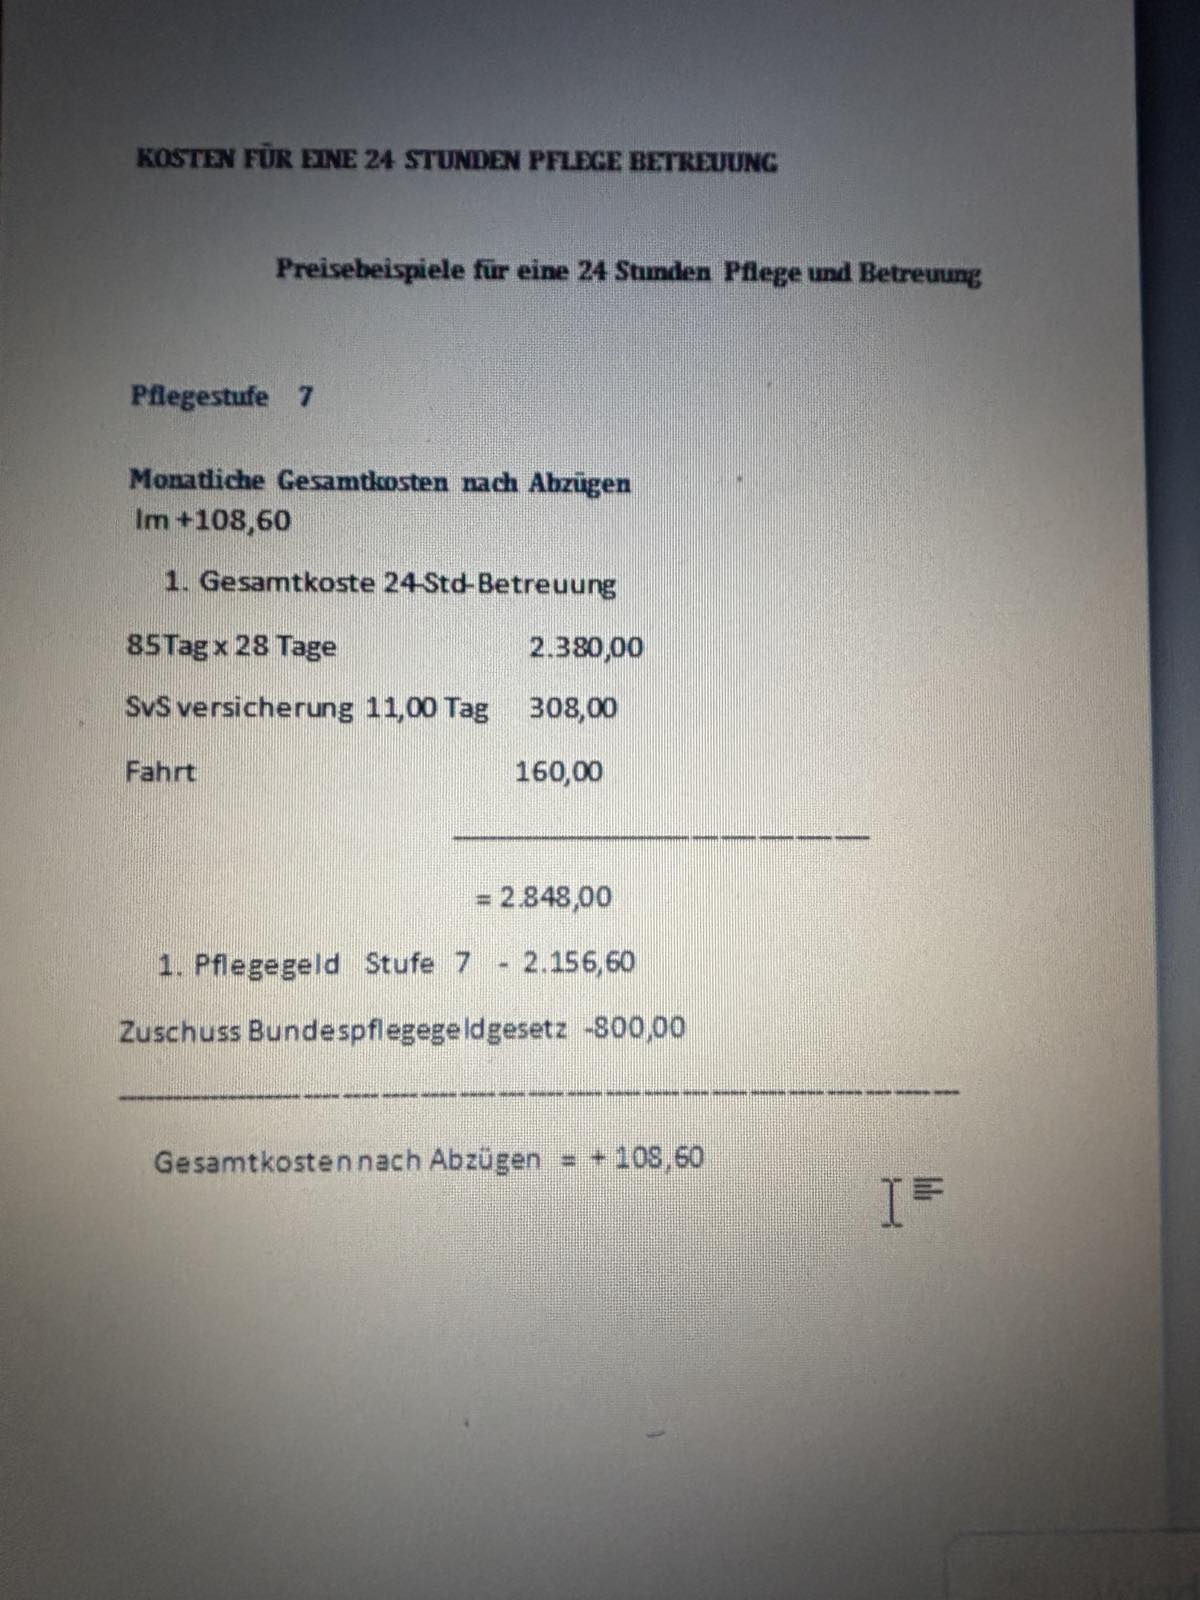 KOSTEN FÜR EINE 24 STUNDEN PFLEGE BETREUUNG
Preisebeispiele für eine 24 Stunden Pflege und Betreuung
Pflegestufe 7
Monatliche Gesamtkosten nach Abzügen
Im +108,60
1. Gesamtkoste 24-Std-Betreuung
85Tag x 28 Tage 2.380,00
SvS versicherung 11,00 Tag 308,00
Fahrt 160,00
= 2.848,00
1. Pflegegeld Stufe 7 - 2.156,60
Zuschuss Bundespflegegeldgesetz -800,00
Gesamtkosten nach Abzügen = + 108,60